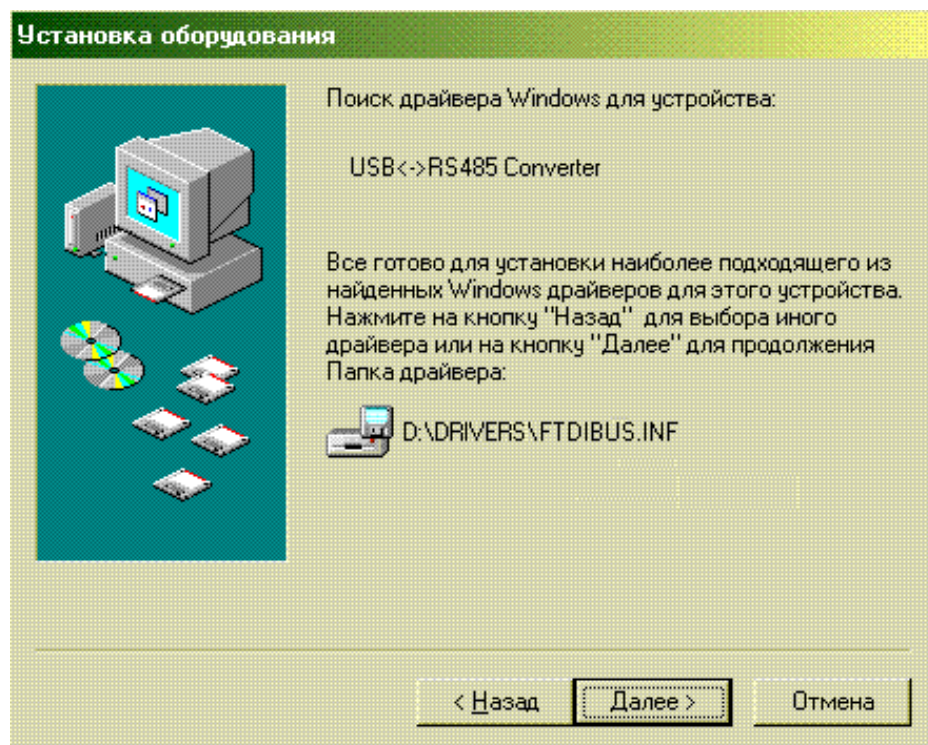 Установка оборудования
Поиск драйвера Windows для устройства:
USB<->RS485 Converter
Все готово для установки наиболее подходящего из
найденных Windows драйверов для этого устройства.
Нажмите на кнопку "Назад" для выбора иного
драйвера или на кнопку "Далее" для продолжения
Папка драйвера:
D:\DRIVERS\FTDIBUS.INF
< Назад
Далее >
Отмена